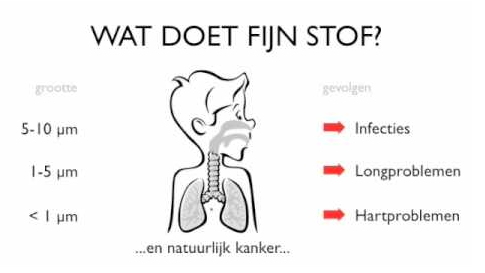 WAT DOET FIJN STOF?
grootte gevolgen
5-10 µm Infecties
1-5 µm Longproblemen
< 1 µm Hartproblemen
...en natuurlijk kanker...